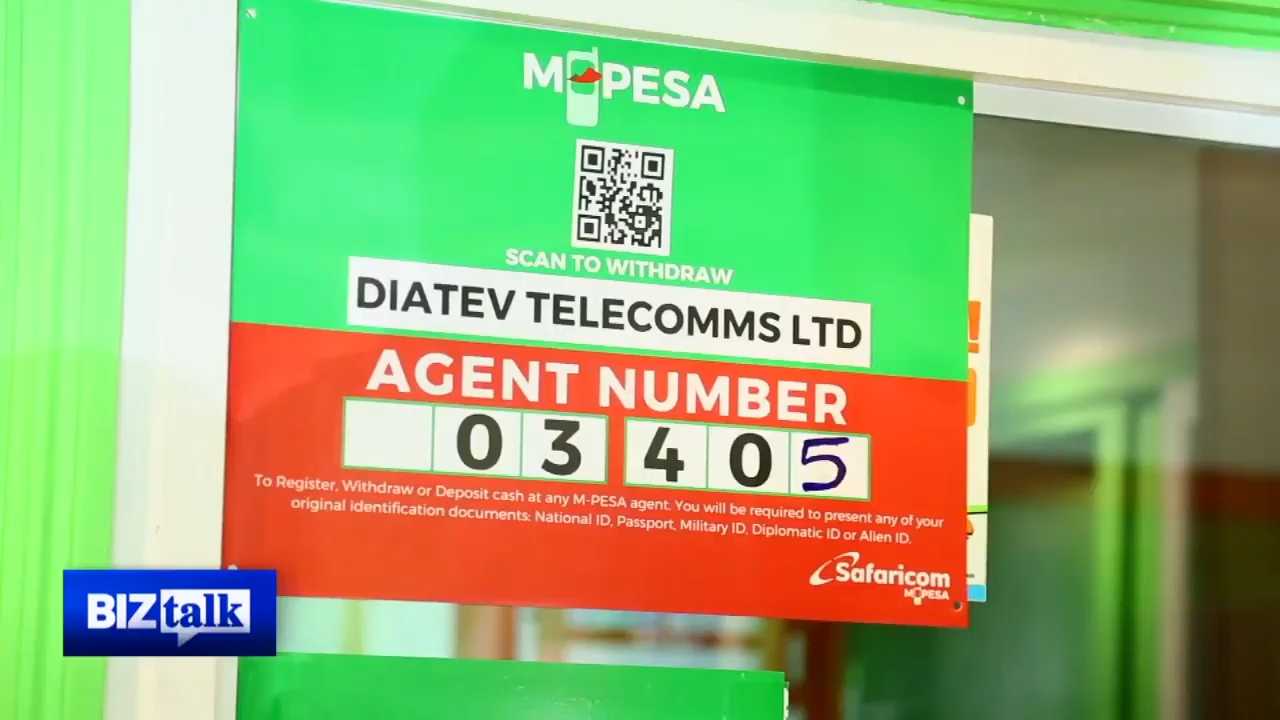 M-PESA
SCAN TO WITHDRAW
DIATEV TELECOMMS LTD
AGENT NUMBER
03 405
To Register, Withdraw or Deposit cash at any M-PESA agent. You will be required to present any of your
original identification documents: National ID, Passport, Military ID, Diplomatic ID or Alien ID.
Safaricom
M-PESA
BIZtalk